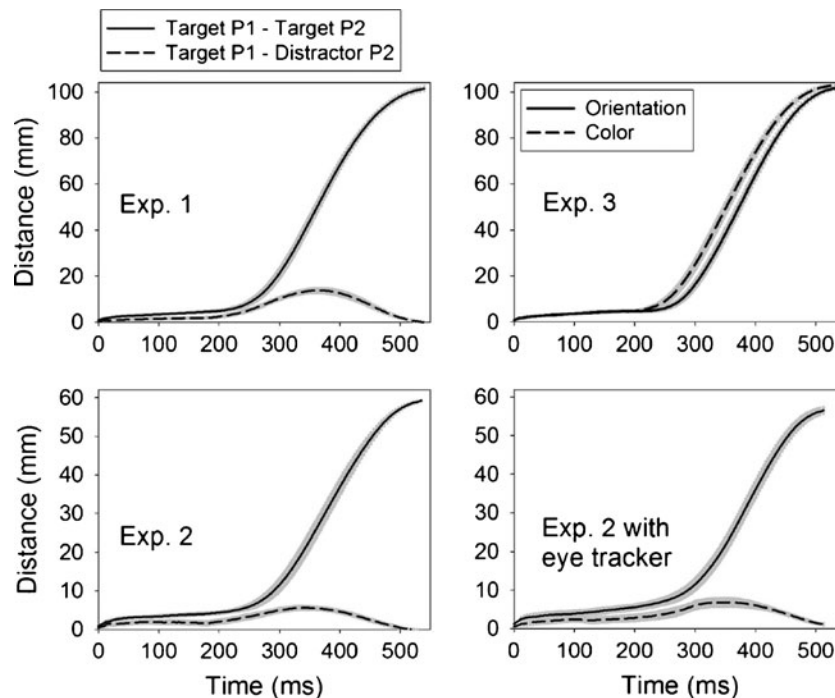 Target P1 - Target P2
Target P1 - Distractor P2
100
80
60
40
20
0
Distance (mm)
Exp. 1
0 100 200 300 400 500
100
80
60
40
20
0
Orientation
Color
Exp. 3
0 100 200 300 400 500
60
50
40
30
20
10
0
Distance (mm)
Exp. 2
0 100 200 300 400 500
Time (ms)
60
50
40
30
20
10
0
Exp. 2 with
eye tracker
0 100 200 300 400 500
Time (ms)